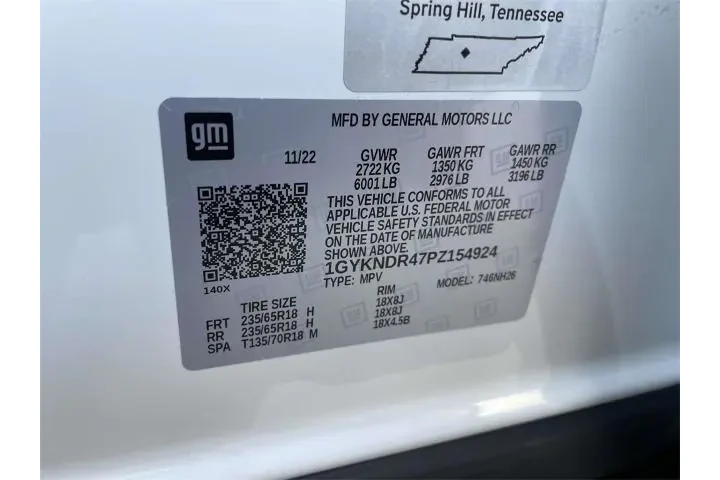 Spring Hill, Tennessee
gm
MFD BY GENERAL MOTORS LLC
11/22 GVWR GAWR FRT GAWR RR
2722 KG 1350 KG 1450 KG
6001 LB 2976 LB 3196 LB
THIS VEHICLE CONFORMS TO ALL
APPLICABLE U.S. FEDERAL MOTOR
VEHICLE SAFETY STANDARDS IN EFFECT
ON THE DATE OF MANUFACTURE
SHOWN ABOVE.
1GYKNDR47PZ154924
TYPE: MPV MODEL: 746NH26
140X
TIRE SIZE RIM
FRT 235/65R18 H 18X8J
RR 235/65R18 H 18X8J
SPA T135/70R18 M 18X4.5B